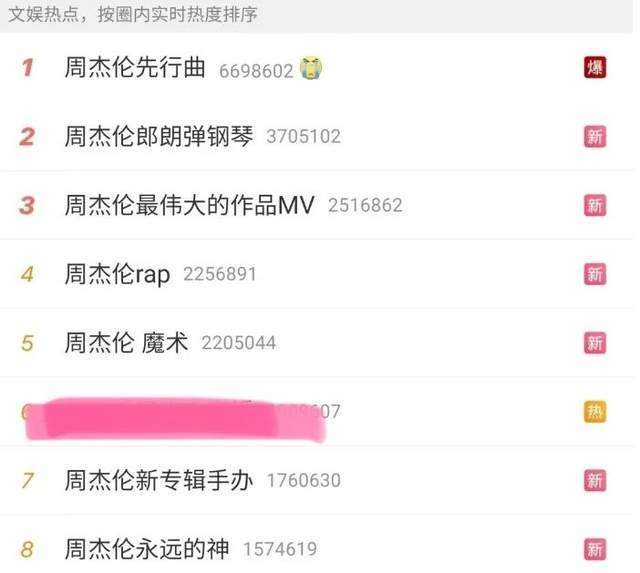 文娱热点，按圈内实时热度排序
1 周杰伦先行曲 6698602 爆
2 周杰伦郎朗弹钢琴 3705102 新
3 周杰伦最伟大的作品MV 2516862 新
4 周杰伦rap 2256891 新
5 周杰伦 魔术 2205044 新
6 热
7 周杰伦新专辑手办 1760630 新
8 周杰伦永远的神 1574619 新